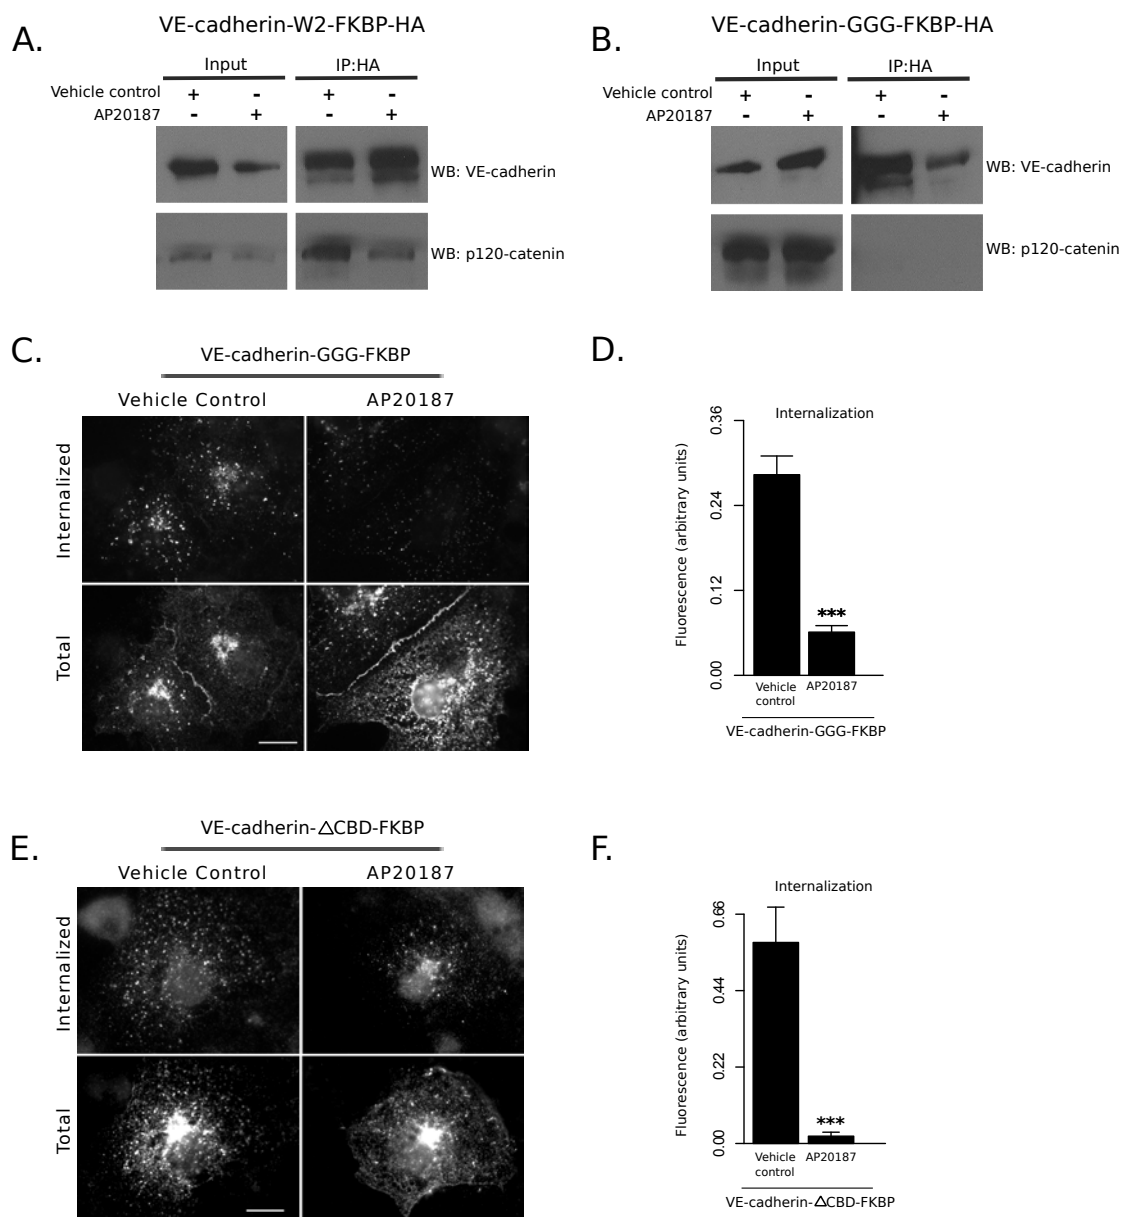 A.
VE-cadherin-W2-FKBP-HA
Input
IP:HA
Vehicle control + - + -
AP20187 - + - +
WB: VE-cadherin
WB: p120-catenin
B.
VE-cadherin-GGG-FKBP-HA
Input
IP:HA
Vehicle control + - + -
AP20187 - + - +
WB: VE-cadherin
WB: p120-catenin
C.
VE-cadherin-GGG-FKBP
Vehicle Control
AP20187
Internalized
Total
D.
Internalization
Fluorescence (arbitrary units)
0.36
0.24
0.12
0.00
***
Vehicle
control
AP20187
VE-cadherin-GGG-FKBP
E.
VE-cadherin-△CBD-FKBP
Vehicle Control
AP20187
Internalized
Total
F.
Internalization
Fluorescence (arbitrary units)
0.66
0.44
0.22
0.00
***
Vehicle
control
AP20187
VE-cadherin-△CBD-FKBP